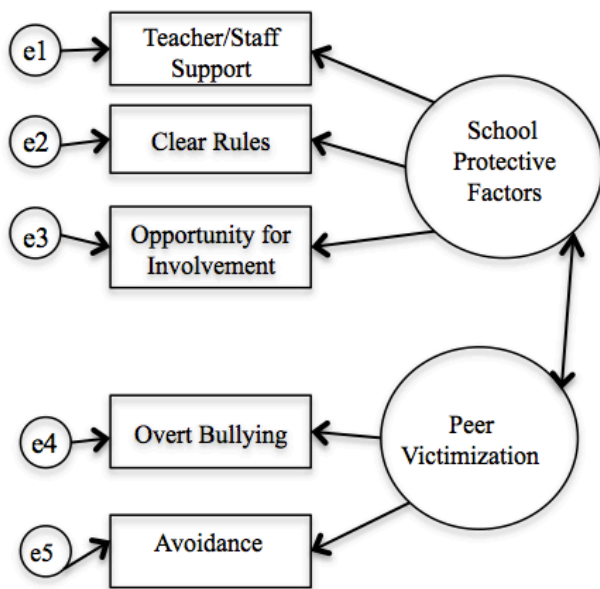 e1
Teacher/Staff
Support
e2
Clear Rules
School
Protective
Factors
e3
Opportunity for
Involvement
e4
Overt Bullying
Peer
Victimization
e5
Avoidance